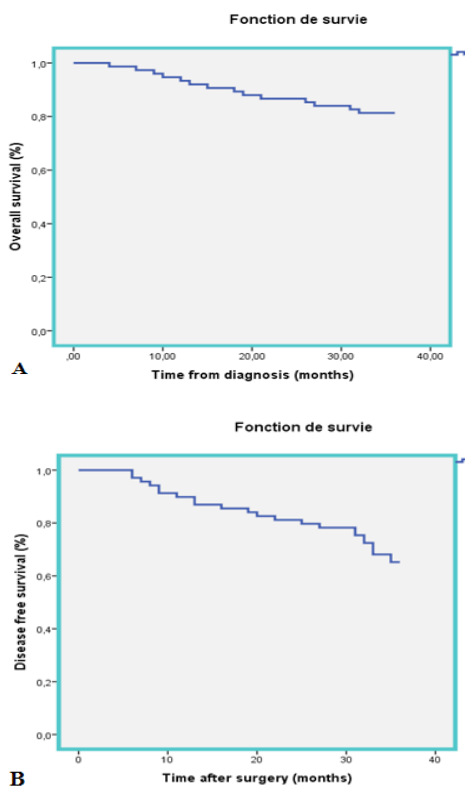 Fonction de survie
Overall survival (%)
1,0
0,8
0,6
0,4
0,2
0,0
,00 10,00 20,00 30,00 40,00
Time from diagnosis (months)
A
Fonction de survie
Disease free survival (%)
1,0
0,8
0,6
0,4
0,2
0,0
0 10 20 30 40
Time after surgery (months)
B